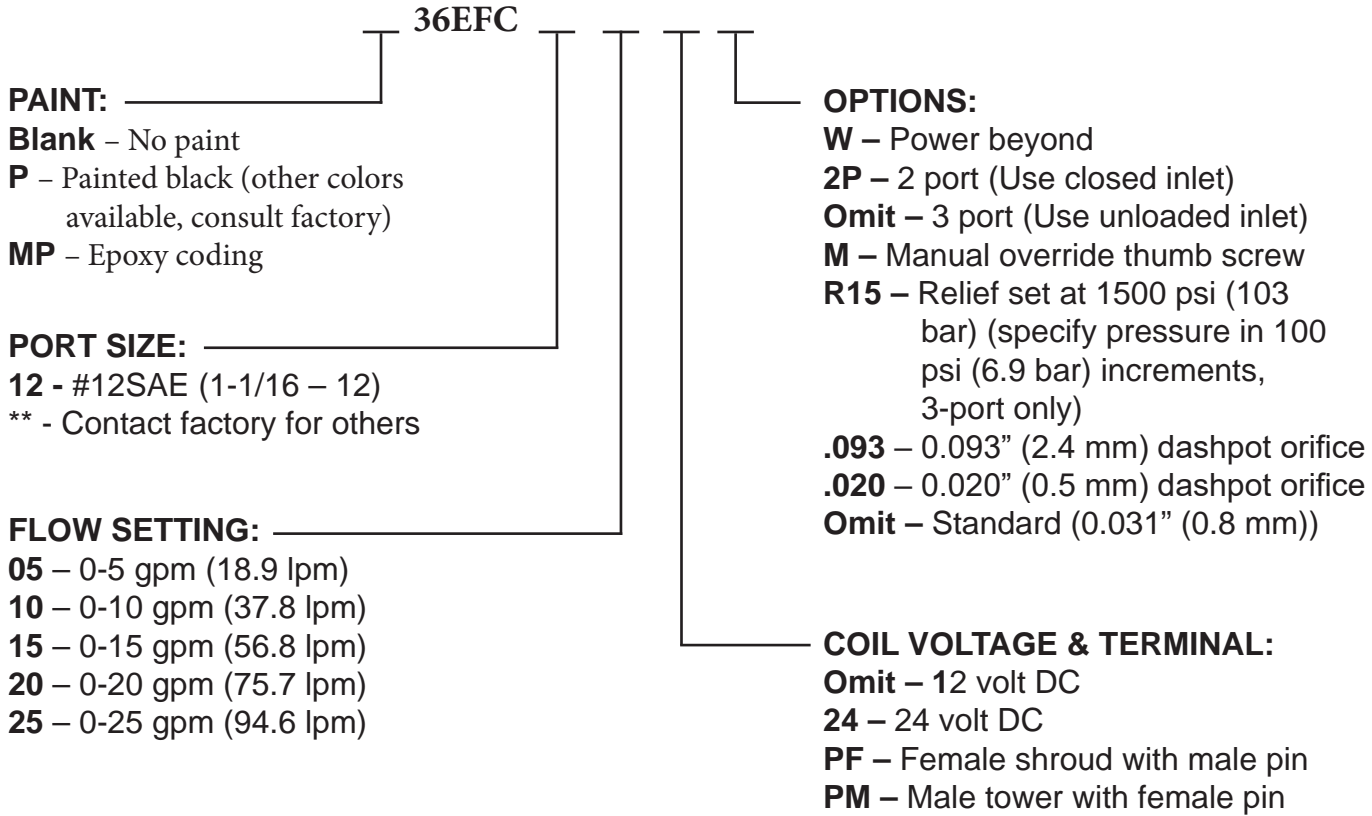 36EFC
PAINT:
Blank – No paint
P – Painted black (other colors
available, consult factory)
MP – Epoxy coding
PORT SIZE:
12 - #12SAE (1-1/16 – 12)
** - Contact factory for others
FLOW SETTING:
05 – 0-5 gpm (18.9 lpm)
10 – 0-10 gpm (37.8 lpm)
15 – 0-15 gpm (56.8 lpm)
20 – 0-20 gpm (75.7 lpm)
25 – 0-25 gpm (94.6 lpm)
OPTIONS:
W – Power beyond
2P – 2 port (Use closed inlet)
Omit – 3 port (Use unloaded inlet)
M – Manual override thumb screw
R15 – Relief set at 1500 psi (103
bar) (specify pressure in 100
psi (6.9 bar) increments,
3-port only)
.093 – 0.093” (2.4 mm) dashpot orifice
.020 – 0.020” (0.5 mm) dashpot orifice
Omit – Standard (0.031” (0.8 mm))
COIL VOLTAGE & TERMINAL:
Omit – 12 volt DC
24 – 24 volt DC
PF – Female shroud with male pin
PM – Male tower with female pin